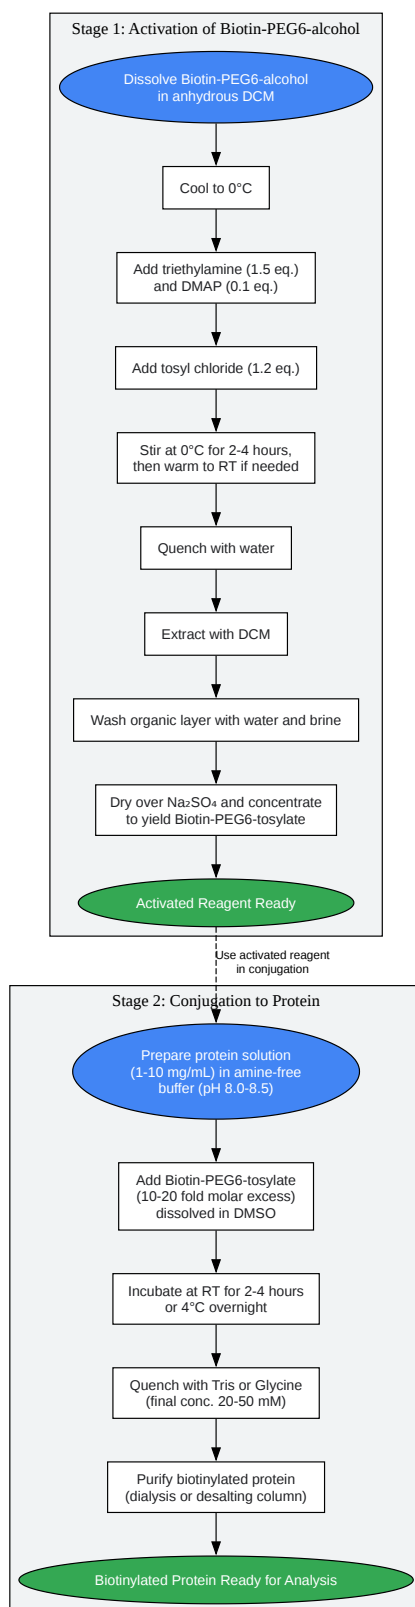 Stage 1: Activation of Biotin-PEG6-alcohol
Dissolve Biotin-PEG6-alcohol
in anhydrous DCM
Cool to 0°C
Add triethylamine (1.5 eq.)
and DMAP (0.1 eq.)
Add tosyl chloride (1.2 eq.)
Stir at 0°C for 2-4 hours,
then warm to RT if needed
Quench with water
Extract with DCM
Wash organic layer with water and brine
Dry over Na₂SO₄ and concentrate
to yield Biotin-PEG6-tosylate
Activated Reagent Ready
Use activated reagent
in conjugation
Stage 2: Conjugation to Protein
Prepare protein solution
(1-10 mg/mL) in amine-free
buffer (pH 8.0-8.5)
Add Biotin-PEG6-tosylate
(10-20 fold molar excess)
dissolved in DMSO
Incubate at RT for 2-4 hours
or 4°C overnight
Quench with Tris or Glycine
(final conc. 20-50 mM)
Purify biotinylated protein
(dialysis or desalting column)
Biotinylated Protein Ready for Analysis